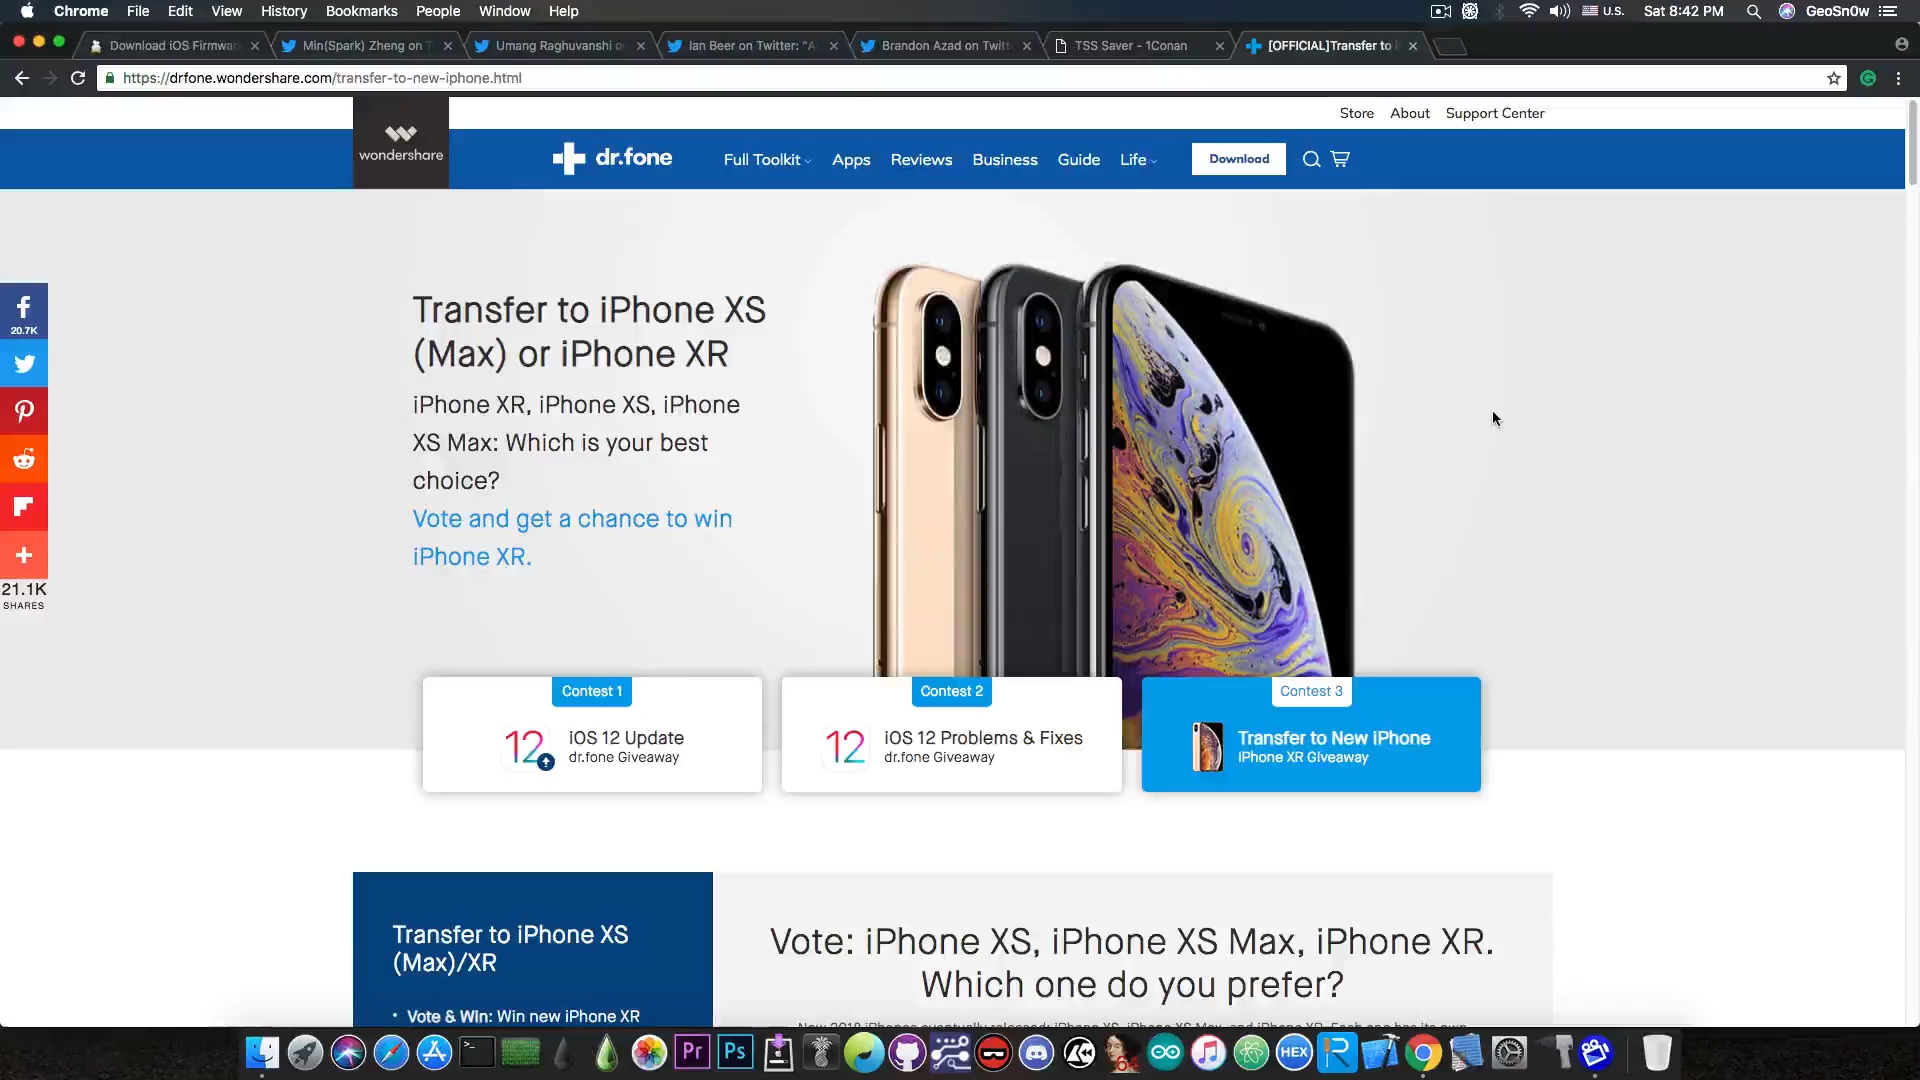 Chrome File Edit View History Bookmarks People Window Help U.S. Sat 8:42 PM GeoSn0w
Download iOS Firmwar Min(Spark) Zheng on T Umang Raghuvanshi o Ian Beer on Twitter: "A Brandon Azad on Twitt TSS Saver - 1Conan [OFFICIAL]Transfer to
https://drfone.wondershare.com/transfer-to-new-iphone.html
Store About Support Center
wondershare
dr.fone Full Toolkit Apps Reviews Business Guide Life Download
20.7K
21.1K
SHARES
Transfer to iPhone XS
(Max) or iPhone XR
iPhone XR, iPhone XS, iPhone
XS Max: Which is your best
choice?
Vote and get a chance to win
iPhone XR.
Contest 1
12
iOS 12 Update
dr.fone Giveaway
Contest 2
12
iOS 12 Problems & Fixes
dr.fone Giveaway
Contest 3
Transfer to New iPhone
iPhone XR Giveaway
Transfer to iPhone XS
(Max)/XR
• Vote & Win: Win new iPhone XR
Vote: iPhone XS, iPhone XS Max, iPhone XR.
Which one do you prefer?
Pr Ps HEX